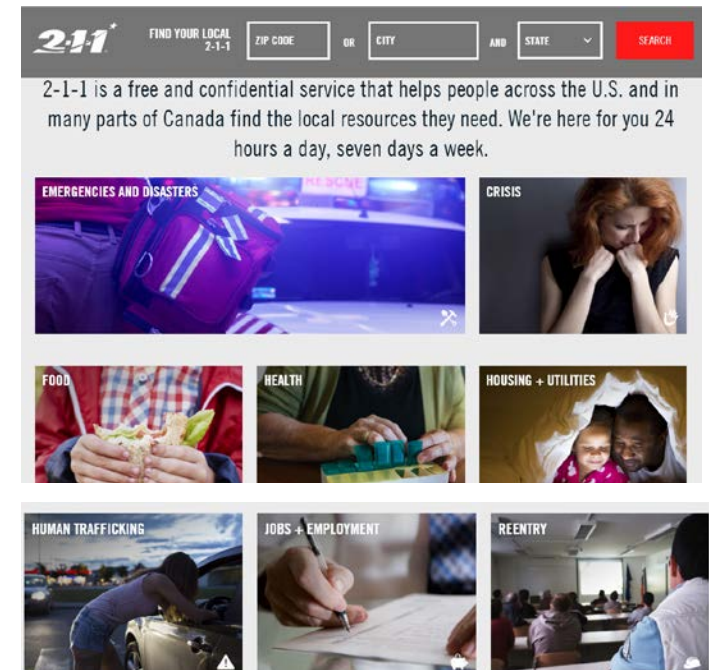 2-1-1
FIND YOUR LOCAL
2-1-1
ZIP CODE
OR
CITY
AND
STATE
SEARCH
2-1-1 is a free and confidential service that helps people across the U.S. and in
many parts of Canada find the local resources they need. We're here for you 24
hours a day, seven days a week.
EMERGENCIES AND DISASTERS
RESCUE
CRISIS
FOOD
HEALTH
HOUSING + UTILITIES
HUMAN TRAFFICKING
JOBS + EMPLOYMENT
REENTRY